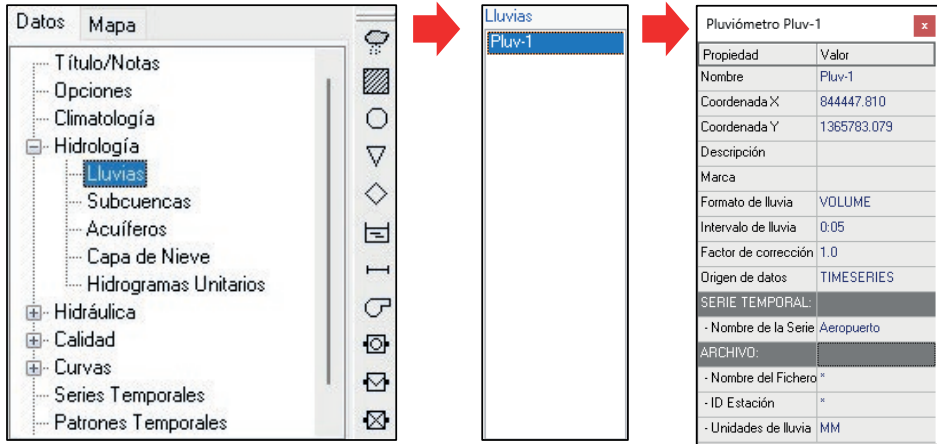 Datos Mapa
Título/Notas
Opciones
Climatología
Hidrología
Lluvias
Subcuencas
Acuíferos
Capa de Nieve
Hidrogramas Unitarios
Hidráulica
Calidad
Curvas
Series Temporales
Patrones Temporales
Lluvias
Pluv-1
Pluviómetro Pluv-1 x
Propiedad Valor
Nombre Pluv-1
Coordenada X 844447.810
Coordenada Y 1365783.079
Descripción
Marca
Formato de lluvia VOLUME
Intervalo de lluvia 0:05
Factor de corrección 1.0
Origen de datos TIMESERIES
SERIE TEMPORAL:
- Nombre de la Serie Aeropuerto
ARCHIVO:
- Nombre del Fichero *
- ID Estación *
- Unidades de lluvia MM